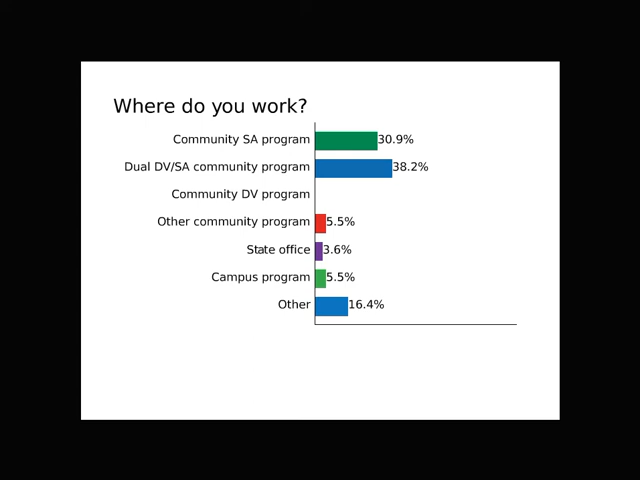 Where do you work?
Community SA program 30.9%
Dual DV/SA community program 38.2%
Community DV program
Other community program 5.5%
State office 3.6%
Campus program 5.5%
Other 16.4%